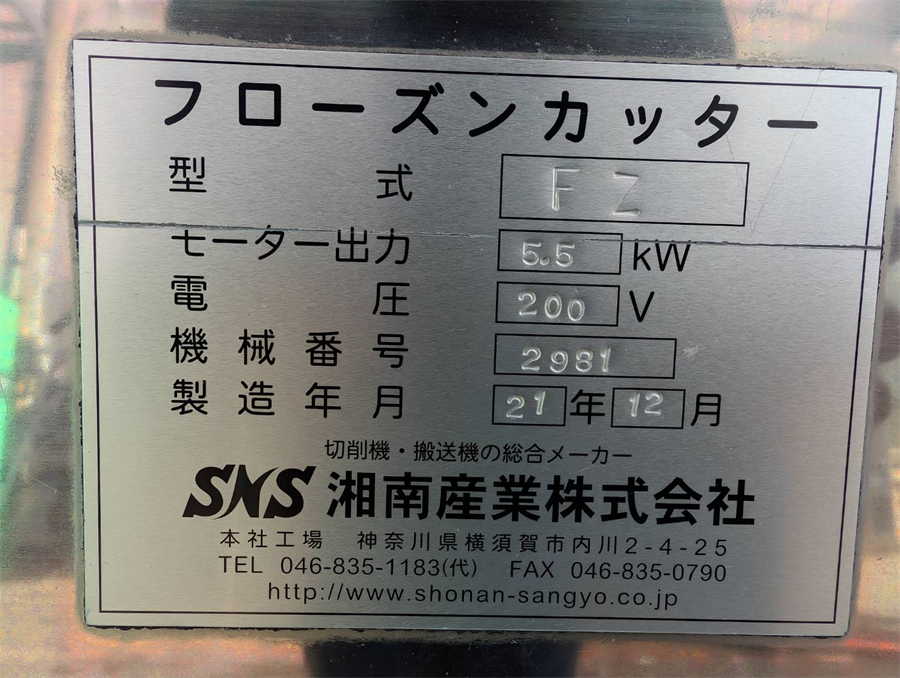 フローズンカッター
型式 FZ
モーター出力 5.5 kW
電圧 200 V
機械番号 2981
製造年月 21年12月
切削機・搬送機の総合メーカー
SNS 湘南産業株式会社
本社工場 神奈川県横須賀市内川2-4-25
TEL 046-835-1183(代) FAX 046-835-0790
http://www.shonan-sangyo.co.jp